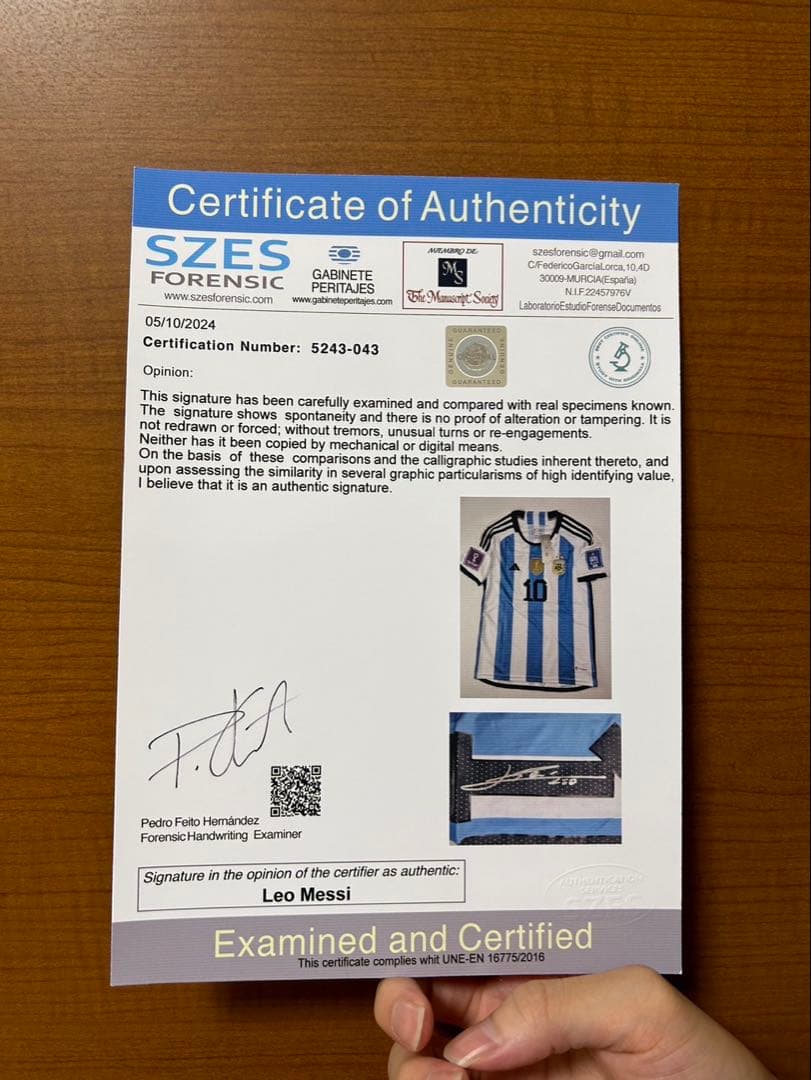 Certificate of Authenticity
SZES
FORENSIC
www.szesforensic.com
GABINETE
PERITAJES
www.gabineteperitajes.com
MIEMBRO DE:
MS
The Manuscript Society
szesforensic@gmail.com
C/FedericoGarciaLorca,10,4D
30009-MURCIA(España)
N.I.F.22457976V
LaboratorioEstudioForenseDocumentos
05/10/2024
Certification Number: 5243-043
GUARANTEED
GENUINE
GENUINE
GUARANTEED
Opinion:
This signature has been carefully examined and compared with real specimens known.
The signature shows spontaneity and there is no proof of alteration or tampering. It is
not redrawn or forced; without tremors, unusual turns or re-engagements.
Neither has it been copied by mechanical or digital means.
On the basis of these comparisons and the calligraphic studies inherent thereto, and
upon assessing the similarity in several graphic particularisms of high identifying value,
I believe that it is an authentic signature.
10
Pedro Feito Hernández
Forensic Handwriting Examiner
Signature in the opinion of the certifier as authentic:
Leo Messi
AUTHENTICATION
SERVICES
SZES
Examined and Certified
This certificate complies whit UNE-EN 16775/2016